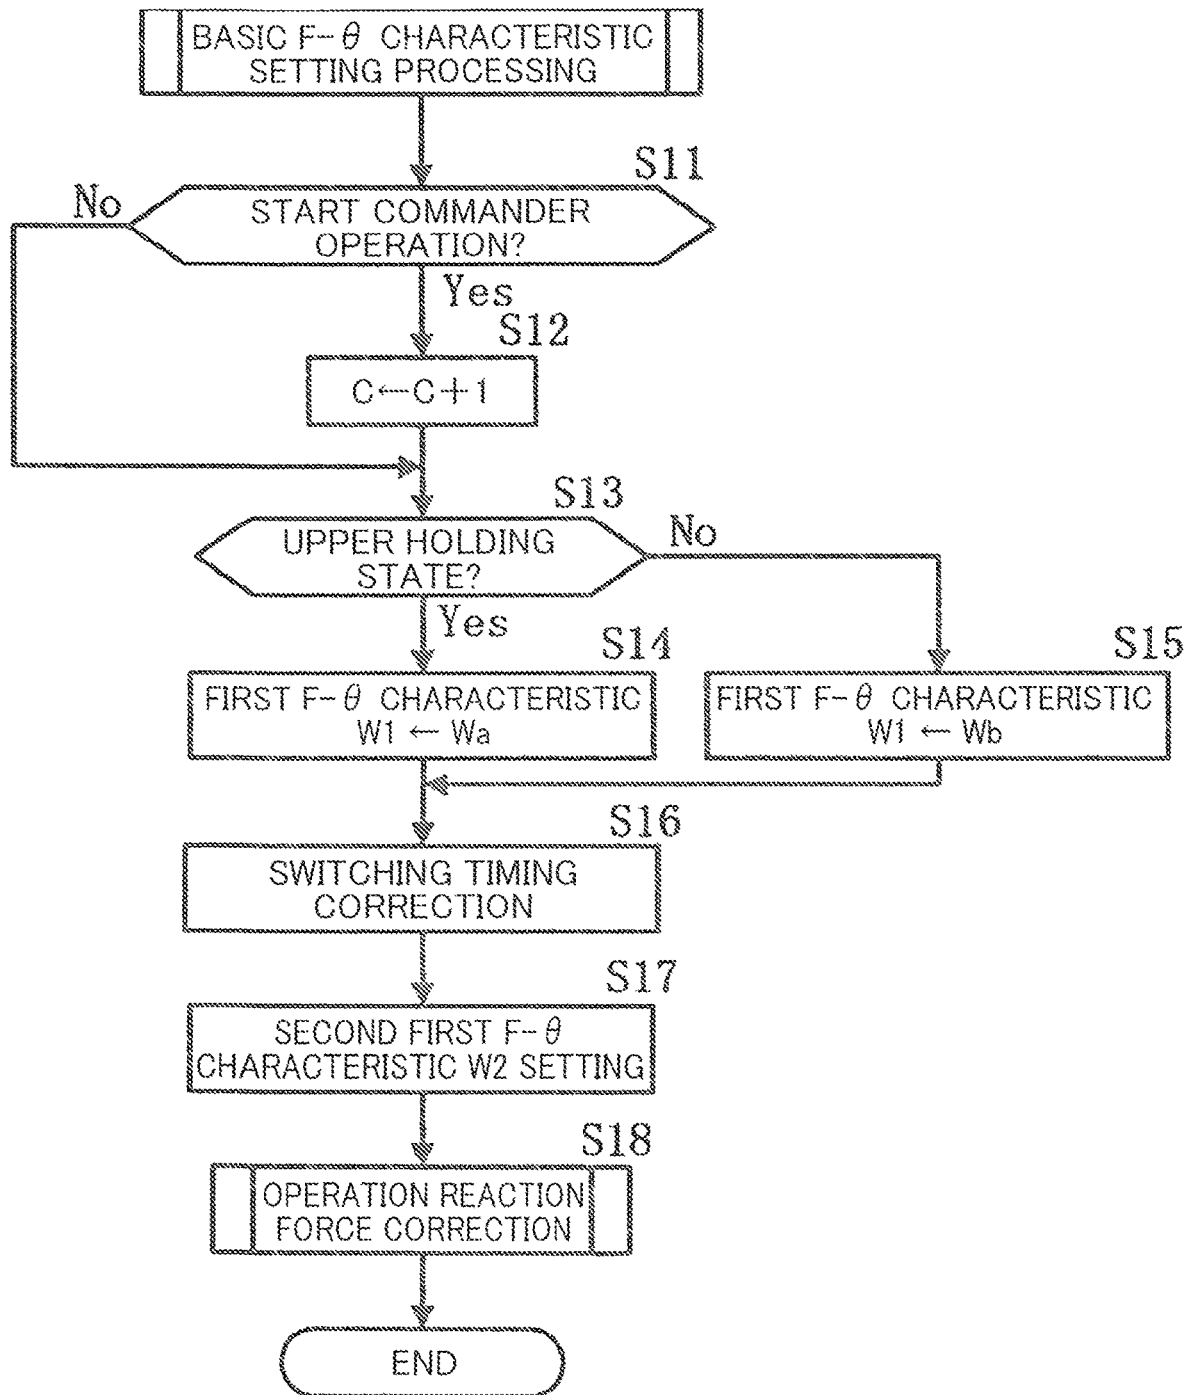 BASIC F-θ CHARACTERISTIC
SETTING PROCESSING
S11
No
START COMMANDER
OPERATION?
Yes
S12
C←C+1
S13
UPPER HOLDING
STATE?
No
Yes
S14
FIRST F-θ CHARACTERISTIC
W1 ← Wa
S15
FIRST F-θ CHARACTERISTIC
W1 ← Wb
S16
SWITCHING TIMING
CORRECTION
S17
SECOND FIRST F-θ
CHARACTERISTIC W2 SETTING
S18
OPERATION REACTION
FORCE CORRECTION
END